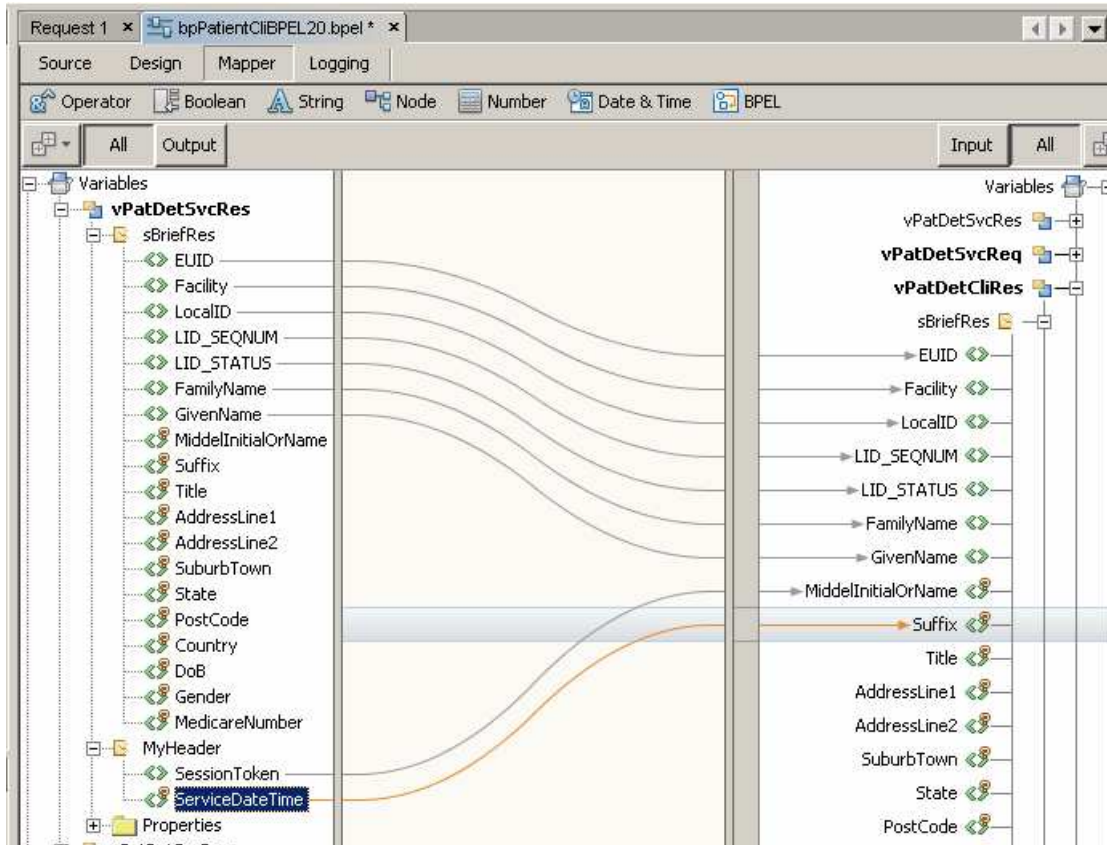 Request 1 × bpPatientCliBPEL20.bpel * ×
Source Design Mapper Logging
Operator Boolean String Node Number Date & Time BPEL
All Output Input All
Variables
vPatDetSvcRes
sBriefRes
EUID
Facility
LocalID
LID_SEQNUM
LID_STATUS
FamilyName
GivenName
MiddelInitialOrName
Suffix
Title
AddressLine1
AddressLine2
SuburbTown
State
PostCode
Country
DoB
Gender
MedicareNumber
MyHeader
SessionToken
ServiceDateTime
Properties
Variables
vPatDetSvcRes
vPatDetSvcReq
vPatDetCliRes
sBriefRes
EUID
Facility
LocalID
LID_SEQNUM
LID_STATUS
FamilyName
GivenName
MiddelInitialOrName
Suffix
Title
AddressLine1
AddressLine2
SuburbTown
State
PostCode